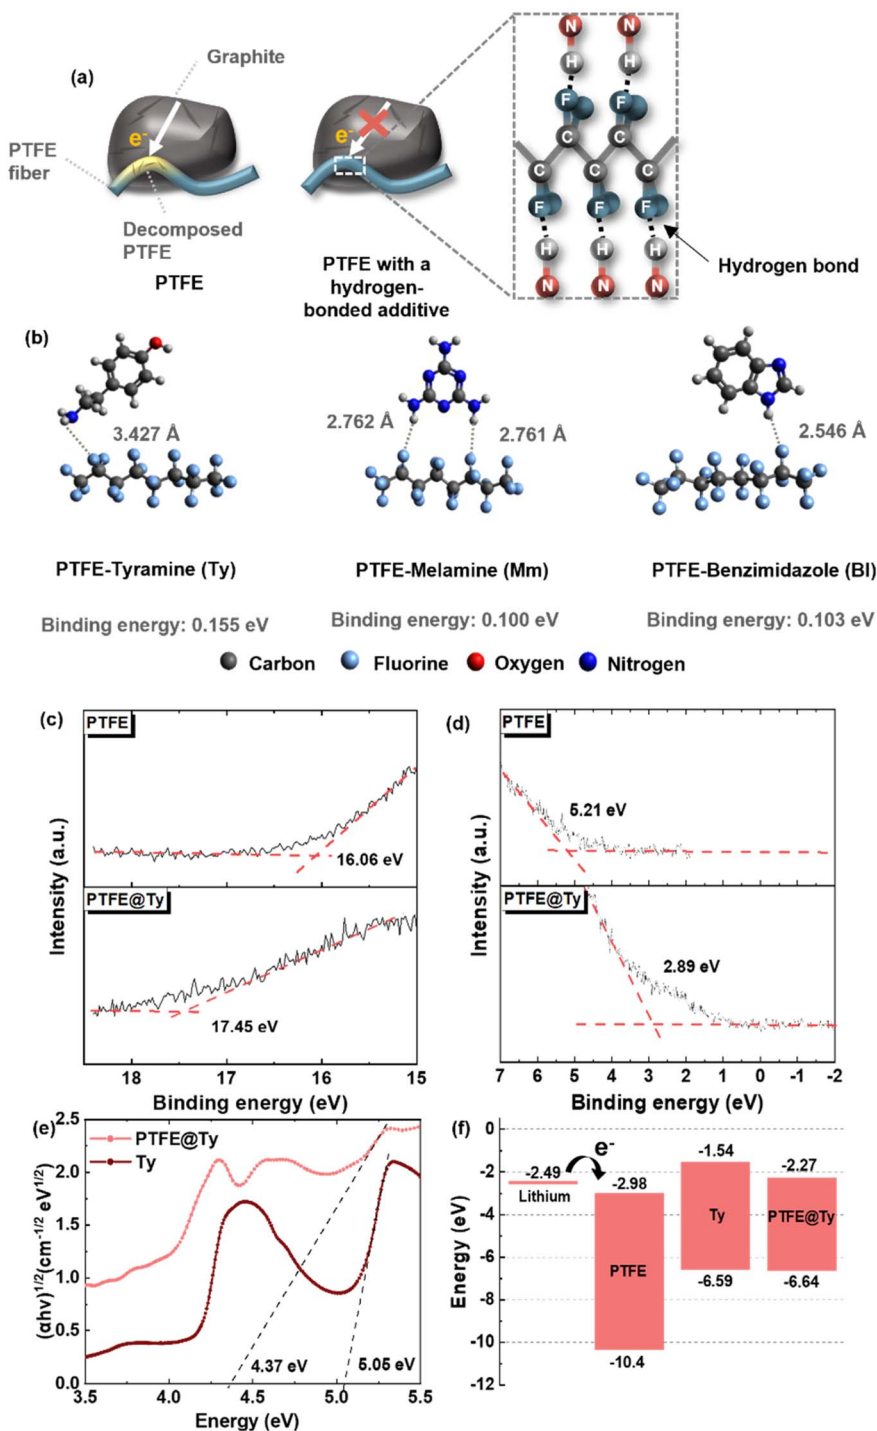 (a)
Graphite
e-
e-
PTFE
fiber
Decomposed
PTFE
PTFE
PTFE with a
hydrogen-
bonded additive
N N
H H
F F
C C
C C C
F F F
H H H
N N N
Hydrogen bond
(b)
3.427 Å
2.762 Å
2.761 Å
2.546 Å
PTFE-Tyramine (Ty)
PTFE-Melamine (Mm)
PTFE-Benzimidazole (BI)
Binding energy: 0.155 eV
Binding energy: 0.100 eV
Binding energy: 0.103 eV
Carbon Fluorine Oxygen Nitrogen
(c)
PTFE
16.06 eV
PTFE@Ty
17.45 eV
Intensity (a.u.)
18 17 16 15
Binding energy (eV)
(d)
PTFE
5.21 eV
PTFE@Ty
2.89 eV
Intensity (a.u.)
7 6 5 4 3 2 1 0 -1 -2
Binding energy (eV)
(e)
PTFE@Ty
Ty
2.5
2.0
1.5
1.0
0.5
0.0
(αhv)1/2(cm-1/2 eV1/2)
4.37 eV
5.05 eV
3.5 4.0 4.5 5.0 5.5
Energy (eV)
(f)
0
-2
-4
-6
-8
-10
-12
Energy (eV)
e-
-2.49
Lithium
-2.98
PTFE
-10.4
-1.54
Ty
-6.59
-2.27
PTFE@Ty
-6.64